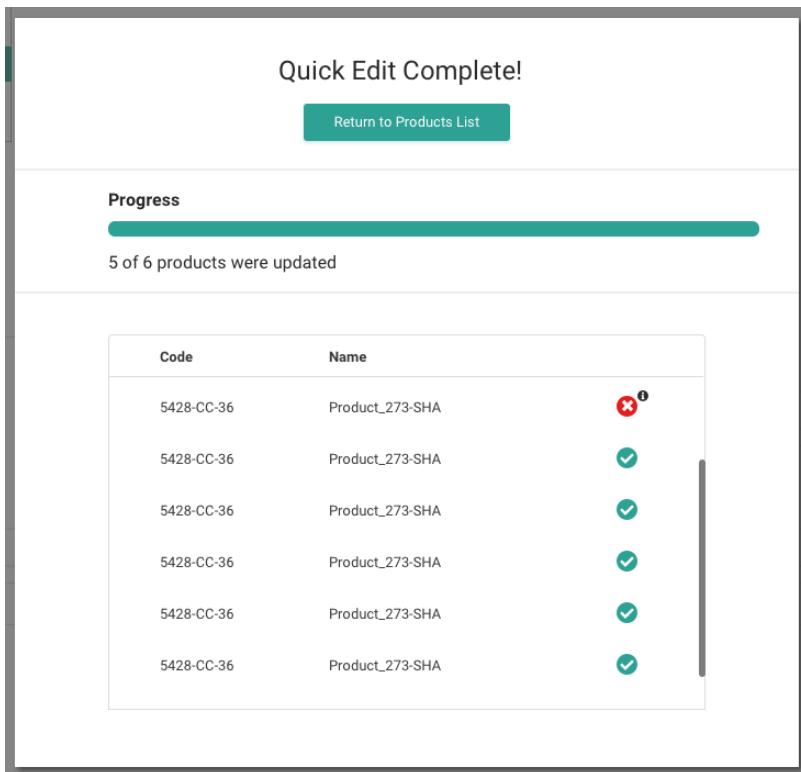 Quick Edit Complete!
Return to Products List
Progress
5 of 6 products were updated
Code Name
5428-CC-36 Product_273-SHA
5428-CC-36 Product_273-SHA
5428-CC-36 Product_273-SHA
5428-CC-36 Product_273-SHA
5428-CC-36 Product_273-SHA
5428-CC-36 Product_273-SHA